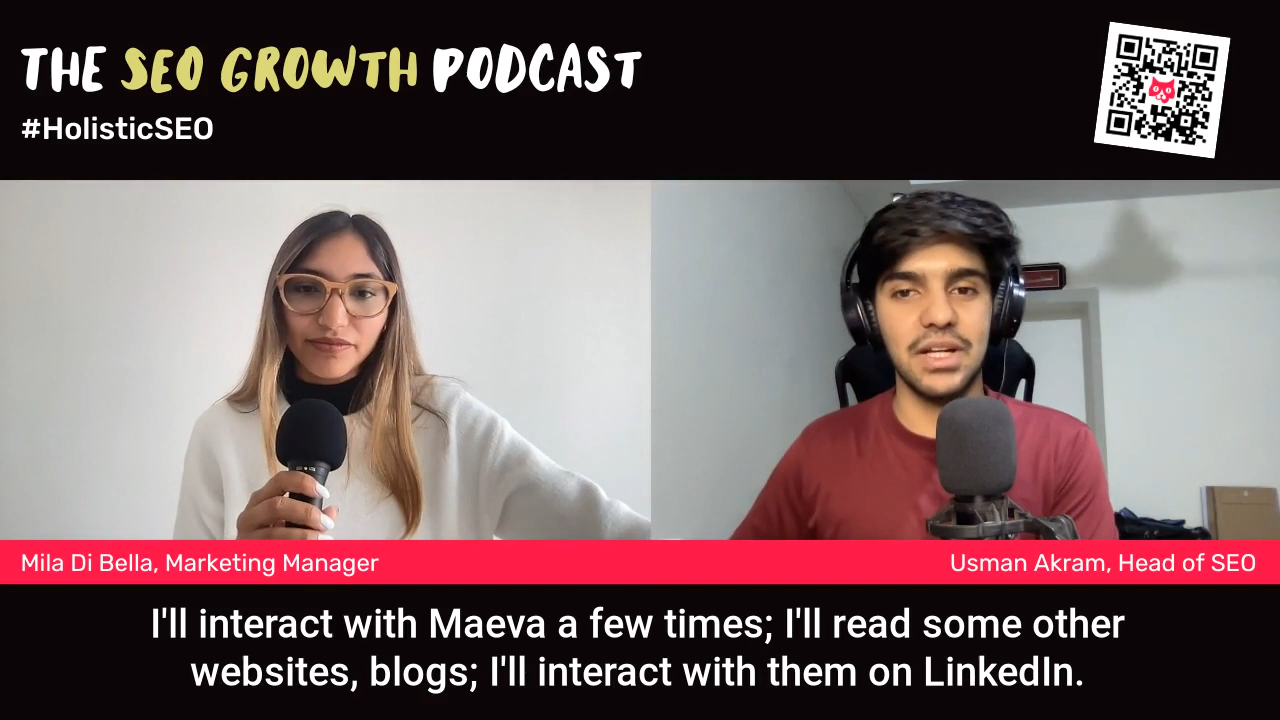 THE SEO GROWTH PODCAST
#HolisticSEO
Mila Di Bella, Marketing Manager
Usman Akram, Head of SEO
I'll interact with Maeva a few times; I'll read some other
websites, blogs; I'll interact with them on LinkedIn.